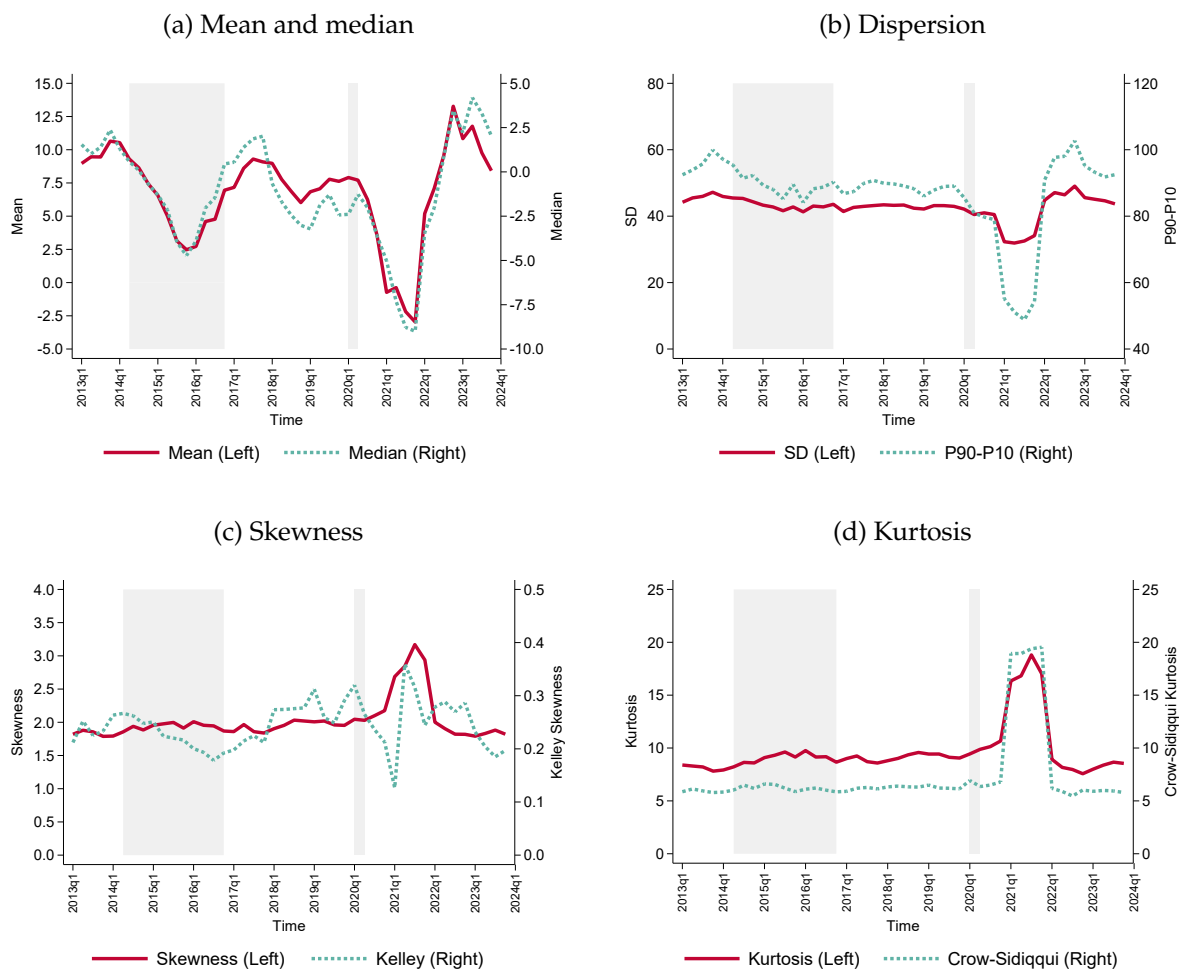 (a) Mean and median
15.0
12.5
10.0
7.5
5.0
2.5
0.0
-2.5
-5.0
Mean
5.0
2.5
0.0
-2.5
-5.0
-7.5
-10.0
Median
2013q1
2014q1
2015q1
2016q1
2017q1
2018q1
2019q1
2020q1
2021q1
2022q1
2023q1
2024q1
Time
Mean (Left) Median (Right)
(b) Dispersion
80
60
40
20
0
SD
120
100
80
60
40
P90-P10
2013q1
2014q1
2015q1
2016q1
2017q1
2018q1
2019q1
2020q1
2021q1
2022q1
2023q1
2024q1
Time
SD (Left) P90-P10 (Right)
(c) Skewness
4.0
3.5
3.0
2.5
2.0
1.5
1.0
0.5
0.0
Skewness
0.5
0.4
0.3
0.2
0.1
0.0
Kelley Skewness
2013q1
2014q1
2015q1
2016q1
2017q1
2018q1
2019q1
2020q1
2021q1
2022q1
2023q1
2024q1
Time
Skewness (Left) Kelley (Right)
(d) Kurtosis
25
20
15
10
5
0
Kurtosis
25
20
15
10
5
0
Crow-Sidiqqui Kurtosis
2013q1
2014q1
2015q1
2016q1
2017q1
2018q1
2019q1
2020q1
2021q1
2022q1
2023q1
2024q1
Time
Kurtosis (Left) Crow-Sidiqqui (Right)